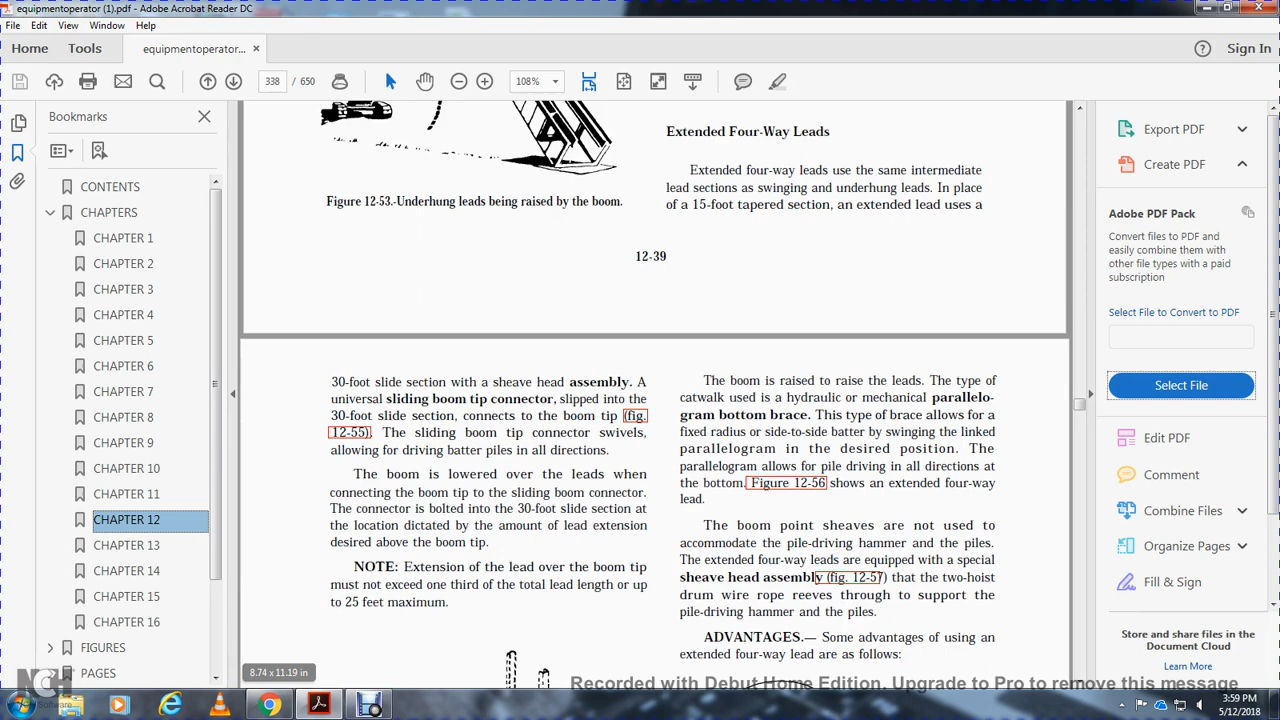 equipmentoperator (1).pdf - Adobe Acrobat Reader DC
File Edit View Window Help
Home Tools equipmentoperator... × ? Sign In
338 / 650 108%
Bookmarks
CONTENTS
CHAPTERS
CHAPTER 1
CHAPTER 2
CHAPTER 3
CHAPTER 4
CHAPTER 5
CHAPTER 6
CHAPTER 7
CHAPTER 8
CHAPTER 9
CHAPTER 10
CHAPTER 11
CHAPTER 12
CHAPTER 13
CHAPTER 14
CHAPTER 15
CHAPTER 16
FIGURES
PAGES
Figure 12-53.-Underhung leads being raised by the boom.
Extended Four-Way Leads
Extended four-way leads use the same intermediate
lead sections as swinging and underhung leads. In place
of a 15-foot tapered section, an extended lead uses a
12-39
30-foot slide section with a sheave head assembly. A
universal sliding boom tip connector, slipped into the
30-foot slide section, connects to the boom tip (fig.
12-55). The sliding boom tip connector swivels,
allowing for driving batter piles in all directions.
The boom is lowered over the leads when
connecting the boom tip to the sliding boom connector.
The connector is bolted into the 30-foot slide section at
the location dictated by the amount of lead extension
desired above the boom tip.
NOTE: Extension of the lead over the boom tip
must not exceed one third of the total lead length or up
to 25 feet maximum.
8.74 x 11.19 in
The boom is raised to raise the leads. The type of
catwalk used is a hydraulic or mechanical parallelo-
gram bottom brace. This type of brace allows for a
fixed radius or side-to-side batter by swinging the linked
parallelogram in the desired position. The
parallelogram allows for pile driving in all directions at
the bottom. Figure 12-56 shows an extended four-way
lead.
The boom point sheaves are not used to
accommodate the pile-driving hammer and the piles.
The extended four-way leads are equipped with a special
sheave head assembly (fig. 12-57) that the two-hoist
drum wire rope reeves through to support the
pile-driving hammer and the piles.
ADVANTAGES.— Some advantages of using an
extended four-way lead are as follows:
Export PDF
Create PDF
Adobe PDF Pack
Convert files to PDF and
easily combine them with
other file types with a paid
subscription
Select File to Convert to PDF
Select File
Edit PDF
Comment
Combine Files
Organize Pages
Fill & Sign
Store and share files in the
Document Cloud
Learn More
Recorded with Debut Home Edition. Upgrade to Pro to remove this message
NCH
Software
3:59 PM
5/12/2018